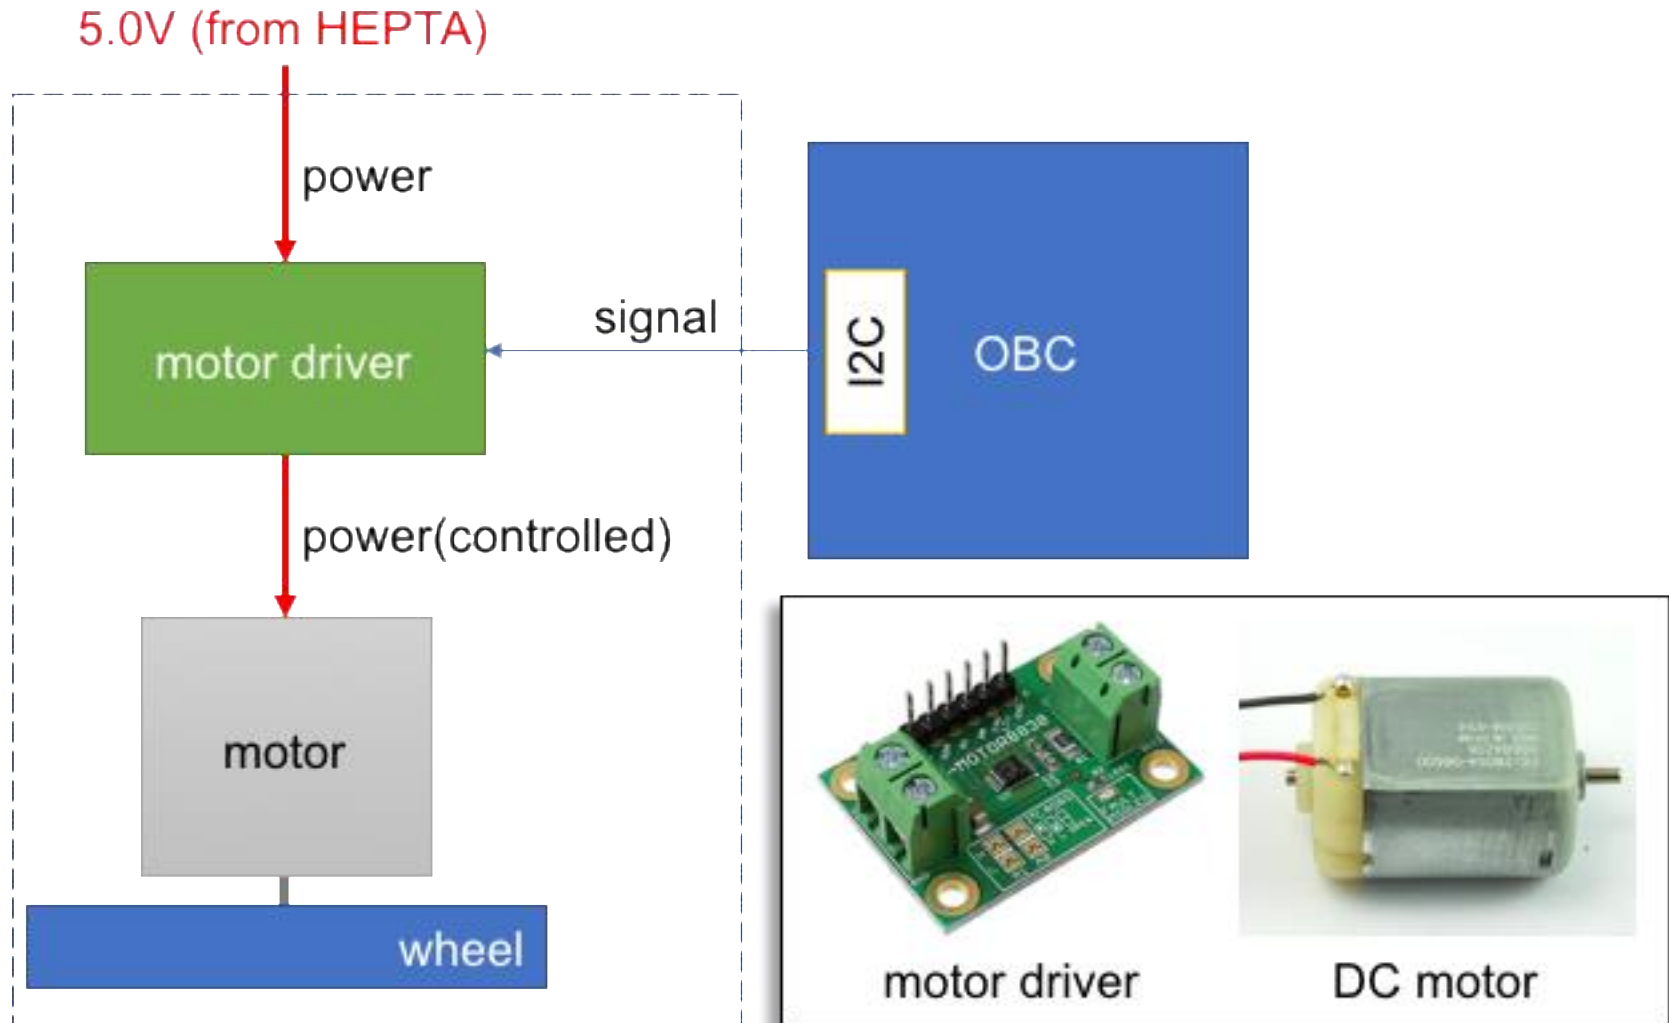 5.0V (from HEPTA)
power
motor driver
signal
I2C
OBC
power(controlled)
motor
wheel
motor driver
DC motor